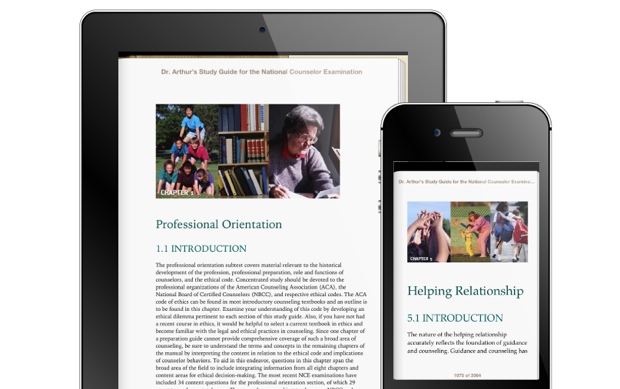 Dr. Arthur's Study Guide for the National Counselor Examination
CHAPTER 1
Professional Orientation
1.1 INTRODUCTION
The professional orientation subtest covers material relevant to the historical
development of the profession, professional preparation, role and functions of
counselors, and the ethical code. Concentrated study should be devoted to the
professional organizations of the American Counseling Association (ACA), the
National Board of Certified Counselors (NBCC), and respective ethical codes. The ACA
code of ethics can be found in most introductory counseling textbooks and an outline is
to be found in this chapter. Examine your understanding of this code by developing an
ethical dilemma pertinent to each section of this study guide. Also, if you have not had
a recent course in ethics, it would be helpful to select a current textbook in ethics and
become familiar with the legal and ethical practices in counseling. Since one chapter of
a preparation guide cannot provide comprehensive coverage of such a broad area of
counseling, be sure to understand the terms and concepts in the remaining chapters of
the manual by interpreting the content in relation to the ethical code and implications
of counselor behaviors. To aid in this endeavor, questions in this chapter span the
broad area of the field to include integrating information from all eight chapters and
content areas for ethical decision-making. The most recent NCE examinations have
included 34 content questions for the professional orientation section, of which 29
Dr. Arthur's Study Guide for the National Counselor Examina...
CHAPTER 5
Helping Relationship
5.1 INTRODUCTION
The nature of the helping relationship
accurately reflects the foundation of guidance
and counseling. Guidance and counseling has
1075 of 2004